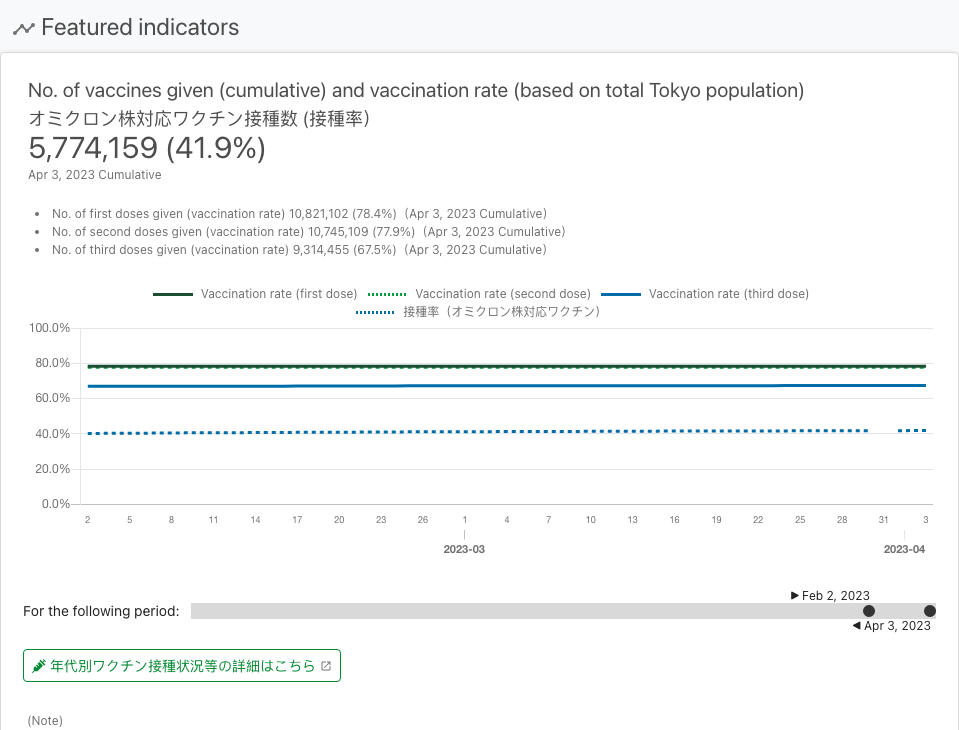 Featured indicators
No. of vaccines given (cumulative) and vaccination rate (based on total Tokyo population)
オミクロン株対応ワクチン接種数 (接種率）
5,774,159 (41.9%)
Apr 3, 2023 Cumulative
No. of first doses given (vaccination rate) 10,821,102 (78.4%)（Apr 3, 2023 Cumulative)
No. of second doses given (vaccination rate) 10,745,109 (77.9%)（Apr 3, 2023 Cumulative)
No. of third doses given (vaccination rate) 9,314,455 (67.5%)（Apr 3, 2023 Cumulative)
Vaccination rate (first dose) Vaccination rate (second dose) Vaccination rate (third dose)
接種率（オミクロン株対応ワクチン）
100.0%
80.0%
60.0%
40.0%
20.0%
0.0%
2 5 8 11 14 17 20 23 26 1 4 7 10 13 16 19 22 25 28 31 3
2023-03 2023-04
Feb 2, 2023
For the following period:
Apr 3, 2023
年代別ワクチン接種状況等の詳細はこちら
(Note)